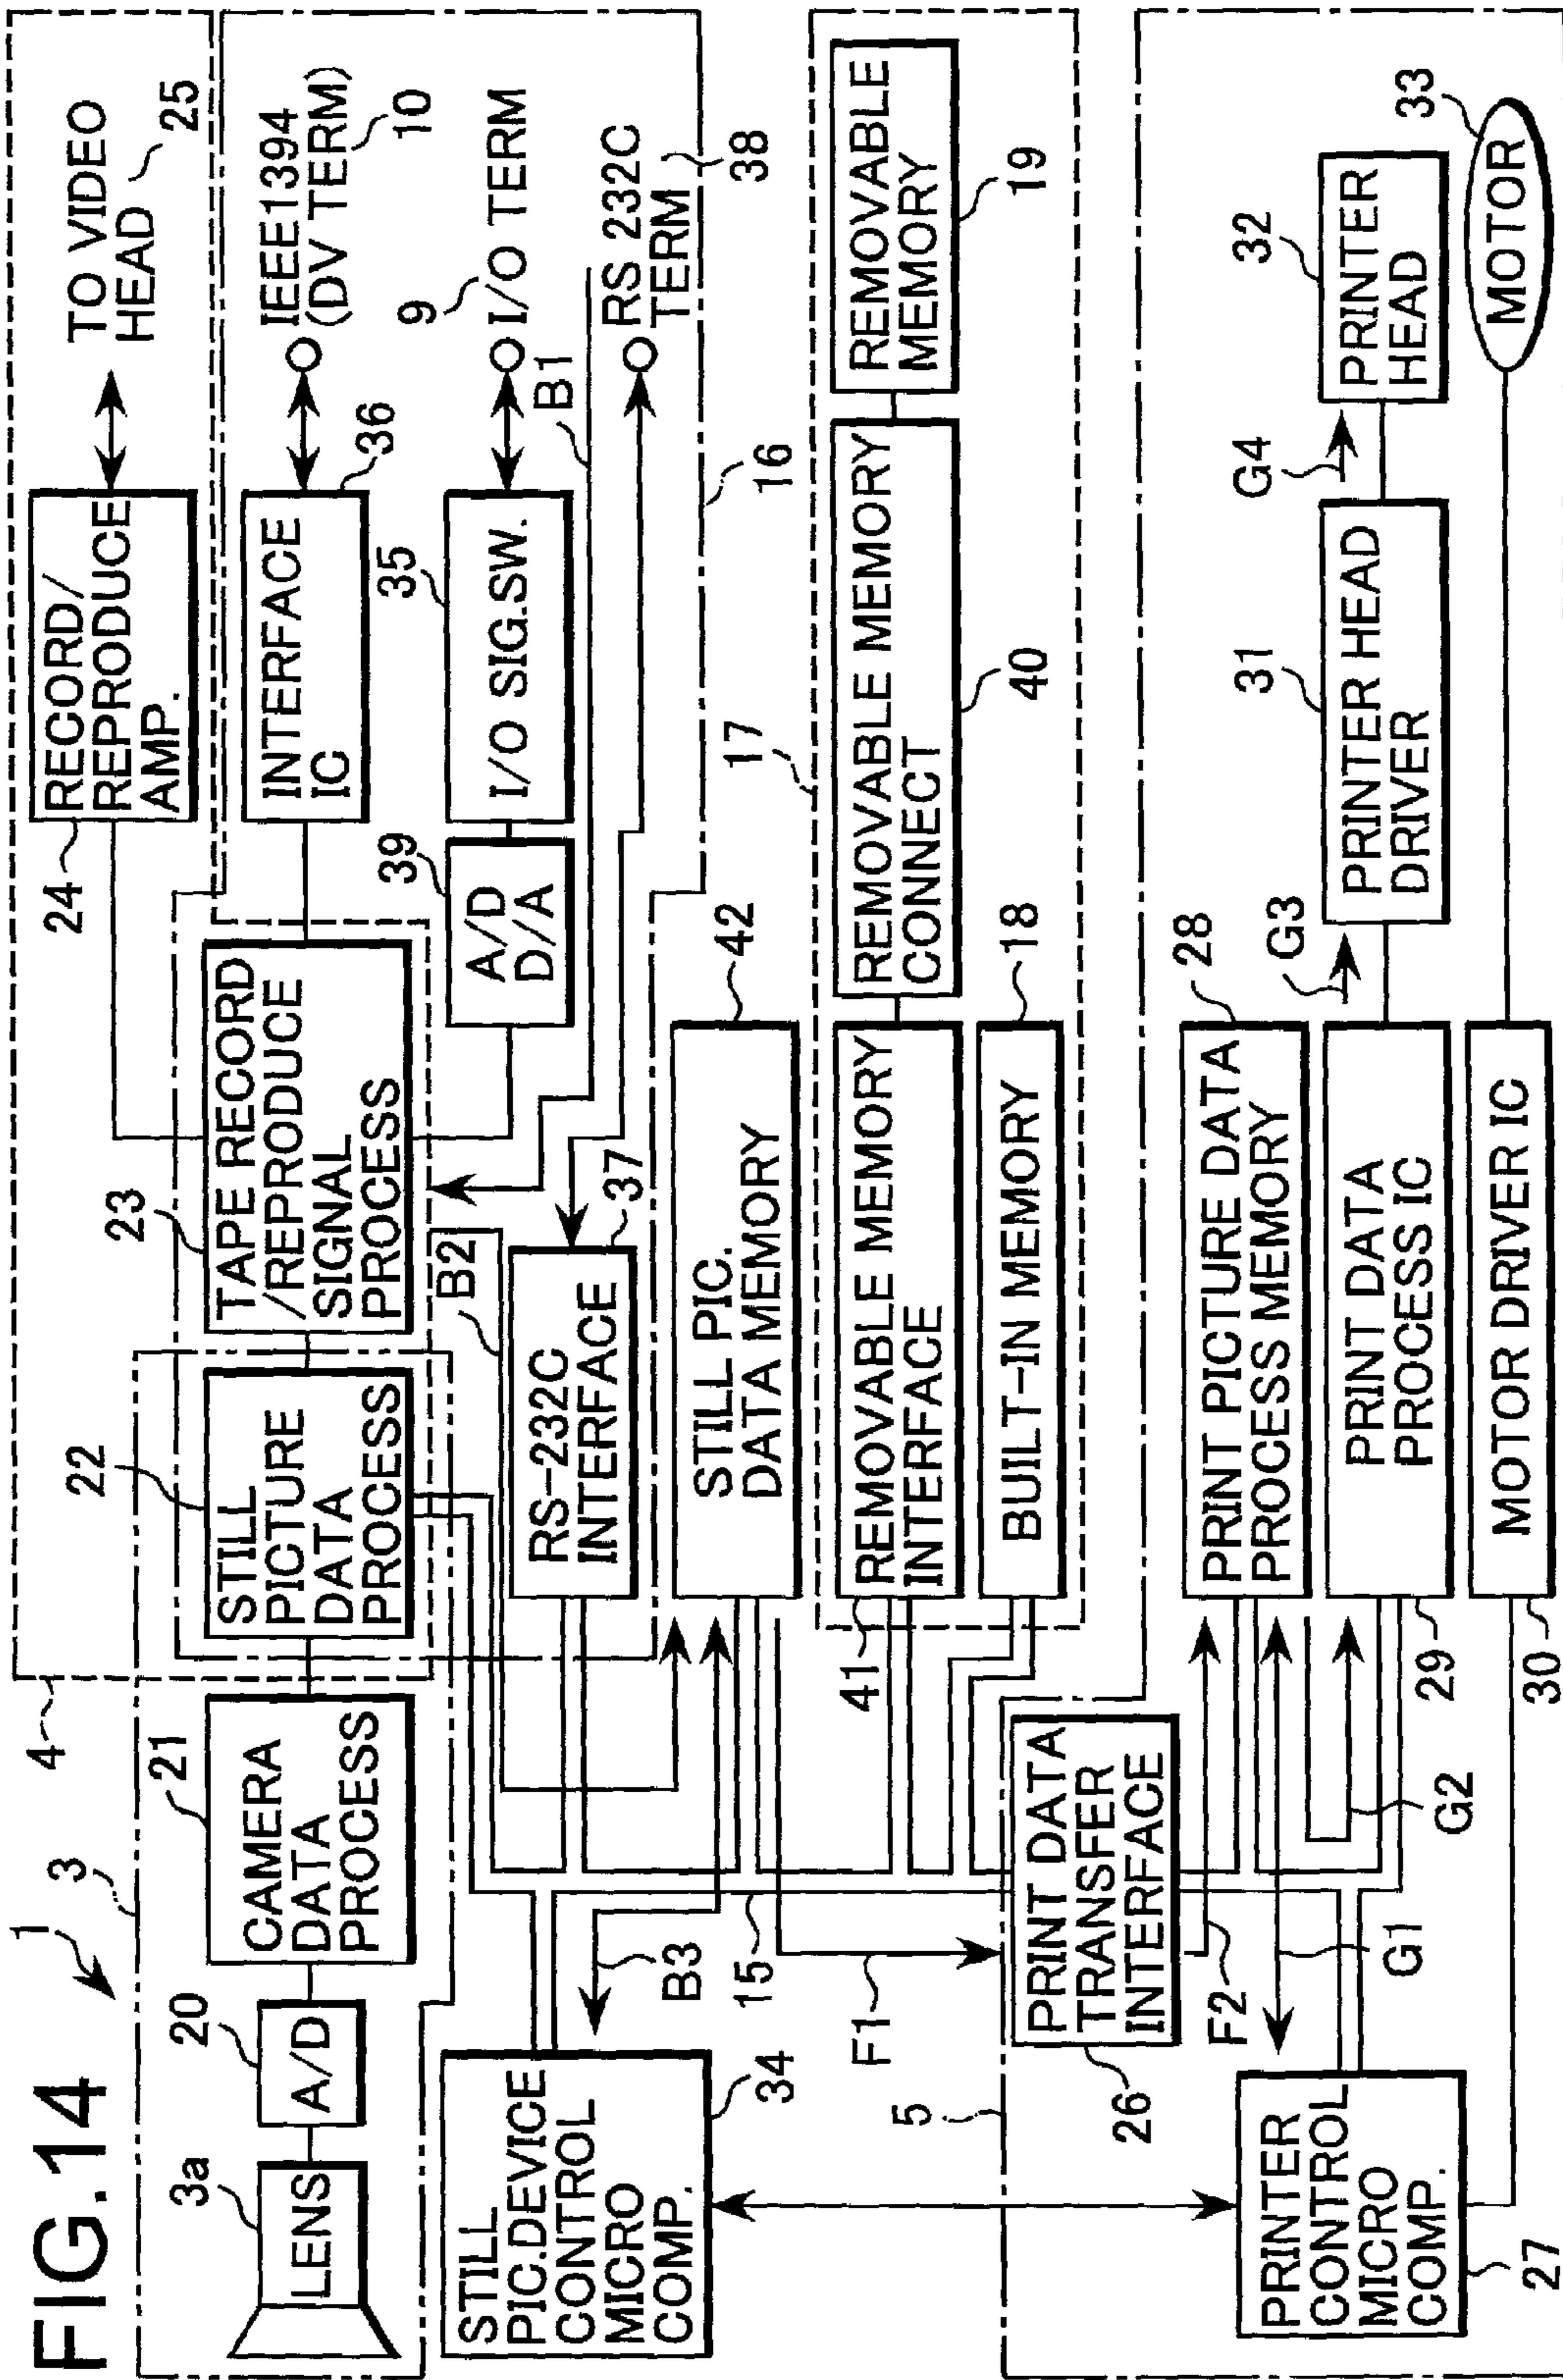 FIG.14
1
3
4
3a
LENS
20
A/D
21
CAMERA
DATA
PROCESS
22
STILL
PICTURE
DATA
PROCESS
23
TAPE RECORD
/REPRODUCE
SIGNAL
PROCESS
24
RECORD/
REPRODUCE
AMP.
TO VIDEO
HEAD
25
INTERFACE
IC
36
IEEE1394
(DV TERM)
10
A/D
D/A
39
I/O SIG.SW.
35
9
I/O TERM
B1
RS 232C
TERM
38
16
B2
RS-232C
INTERFACE
37
STILL
PIC.DEVICE
CONTROL
MICRO
COMP.
34
B3
15
STILL PIC.
DATA MEMORY
42
17
REMOVABLE MEMORY
INTERFACE
41
REMOVABLE MEMORY
CONNECT
40
REMOVABLE
MEMORY
19
BUILT-IN MEMORY
18
F1
5
PRINT DATA
TRANSFER
INTERFACE
26
F2
G1
G2
PRINTER
CONTROL
MICRO
COMP.
27
PRINT PICTURE DATA
PROCESS MEMORY
28
PRINT DATA
PROCESS IC
29
G3
PRINTER HEAD
DRIVER
31
G4
PRINTER
HEAD
32
MOTOR DRIVER IC
30
MOTOR
33